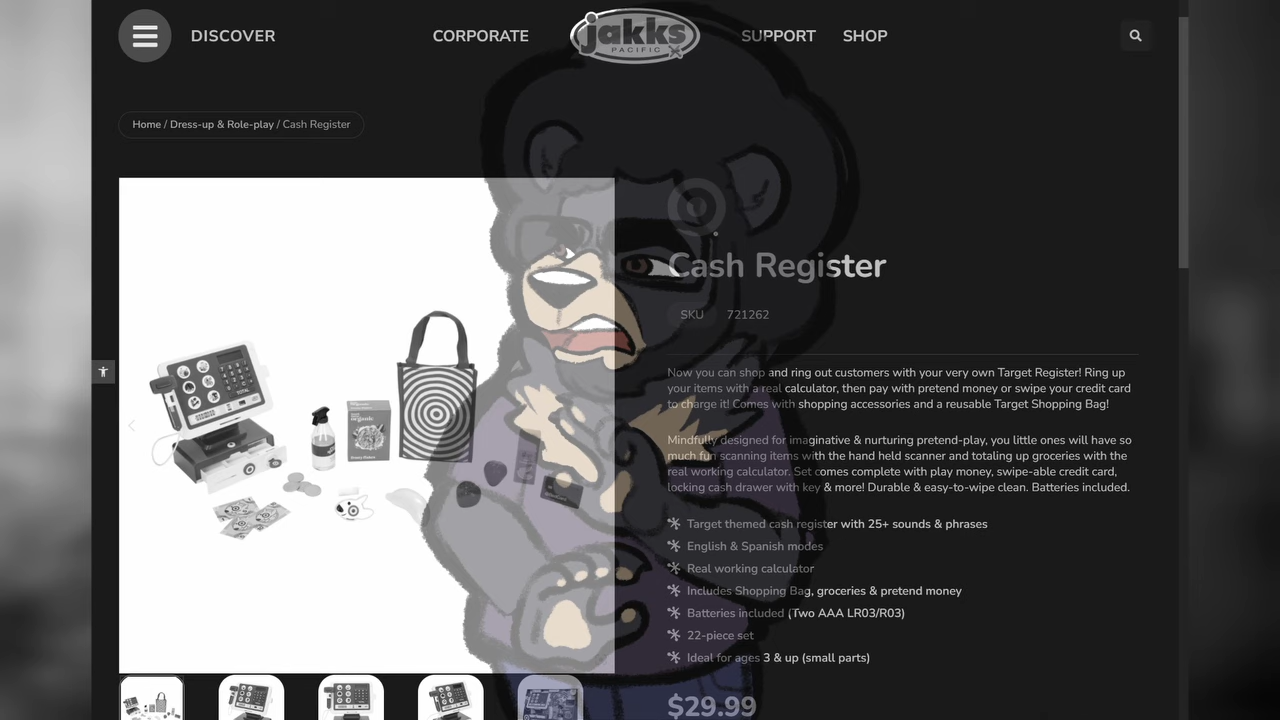 DISCOVER
CORPORATE
jakks
PACIFIC
SUPPORT
SHOP
Home / Dress-up & Role-play / Cash Register
Cash Register
SKU 721262
Now you can shop and ring out customers with your very own Target Register! Ring up
your items with a real calculator, then pay with pretend money or swipe your credit card
to charge it! Comes with shopping accessories and a reusable Target Shopping Bag!
Mindfully designed for imaginative & nurturing pretend-play, you little ones will have so
much fun scanning items with the hand held scanner and totaling up groceries with the
real working calculator. Set comes complete with play money, swipe-able credit card,
locking cash drawer with key & more! Durable & easy-to-wipe clean. Batteries included.
Target themed cash register with 25+ sounds & phrases
English & Spanish modes
Real working calculator
Includes Shopping Bag, groceries & pretend money
Batteries included (Two AAA LR03/R03)
22-piece set
Ideal for ages 3 & up (small parts)
$29.99